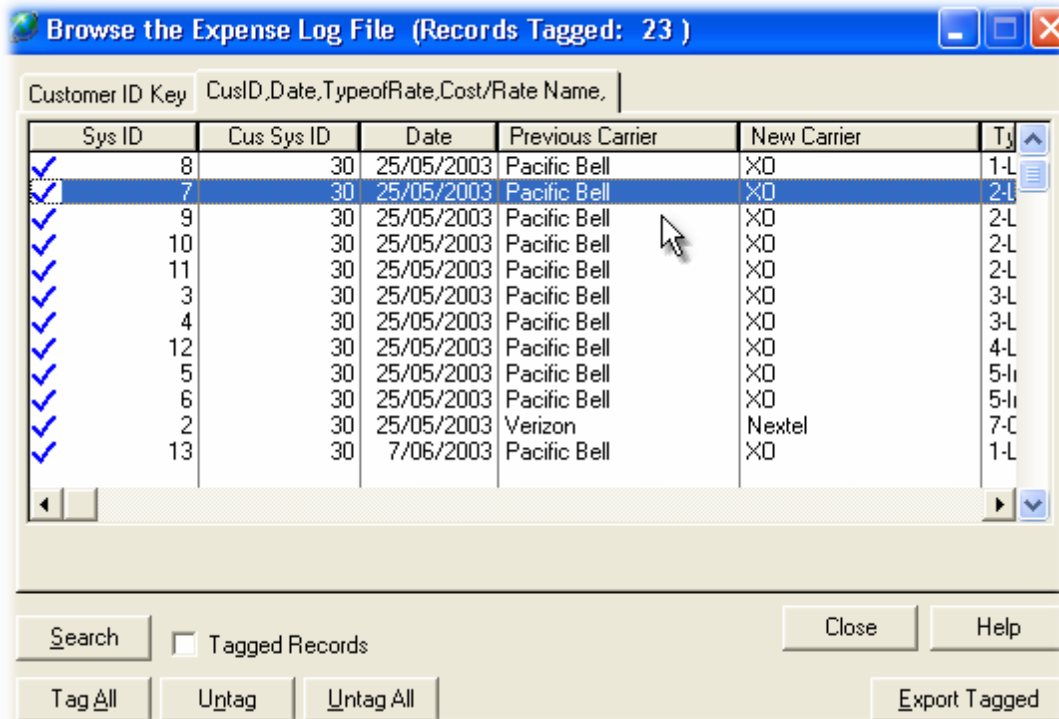 Browse the Expense Log File (Records Tagged: 23 )
Customer ID Key CusID,Date,TypeofRate,Cost/Rate Name,
Sys ID Cus Sys ID Date Previous Carrier New Carrier Ty
8 30 25/05/2003 Pacific Bell XO 1-L
7 30 25/05/2003 Pacific Bell XO 2-L
9 30 25/05/2003 Pacific Bell XO 2-L
10 30 25/05/2003 Pacific Bell XO 2-L
11 30 25/05/2003 Pacific Bell XO 2-L
3 30 25/05/2003 Pacific Bell XO 3-L
4 30 25/05/2003 Pacific Bell XO 3-L
12 30 25/05/2003 Pacific Bell XO 4-L
5 30 25/05/2003 Pacific Bell XO 5-In
6 30 25/05/2003 Pacific Bell XO 5-In
2 30 25/05/2003 Verizon Nextel 7-C
13 30 7/06/2003 Pacific Bell XO 1-L
Search Tagged Records Close Help
Tag All Untag Untag All Export Tagged